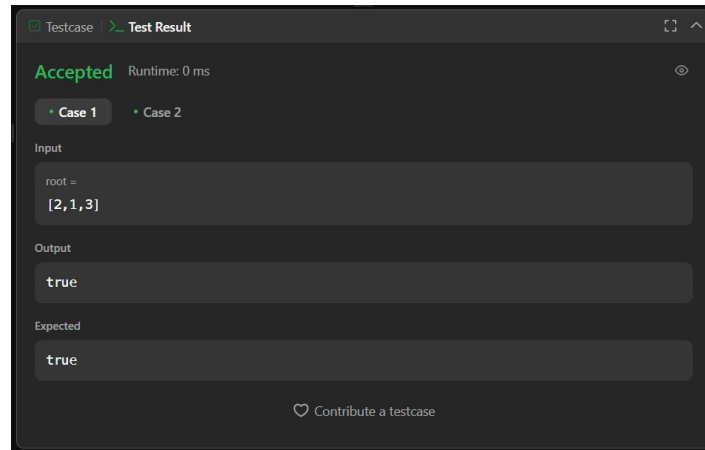 Testcase | >_ Test Result
Accepted Runtime: 0 ms
• Case 1 • Case 2
Input
root =
[2,1,3]
Output
true
Expected
true
Contribute a testcase